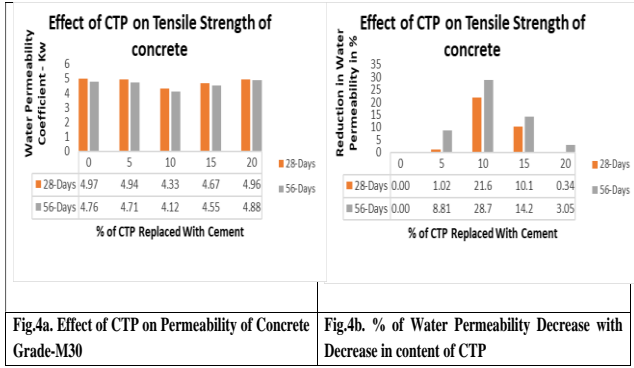 Effect of CTP on Tensile Strength of
concrete
Water Permeability
Coefficient - Kw
6
5
4
3
2
1
0
0 5 10 15 20
28-Days 4.97 4.94 4.33 4.67 4.96
56-Days 4.76 4.71 4.12 4.55 4.88
% of CTP Replaced With Cement
28-Days
56-Days
Effect of CTP on Tensile Strength of
concrete
Reduction in Water
Permeability in %
35
30
25
20
15
10
5
0
0 5 10 15 20
28-Days 0.00 1.02 21.6 10.1 0.34
56-Days 0.00 8.81 28.7 14.2 3.05
% of CTP Replaced With Cement
28-Days
56-Days
Fig.4a. Effect of CTP on Permeability of Concrete
Grade-M30
Fig.4b. % of Water Permeability Decrease with
Decrease in content of CTP